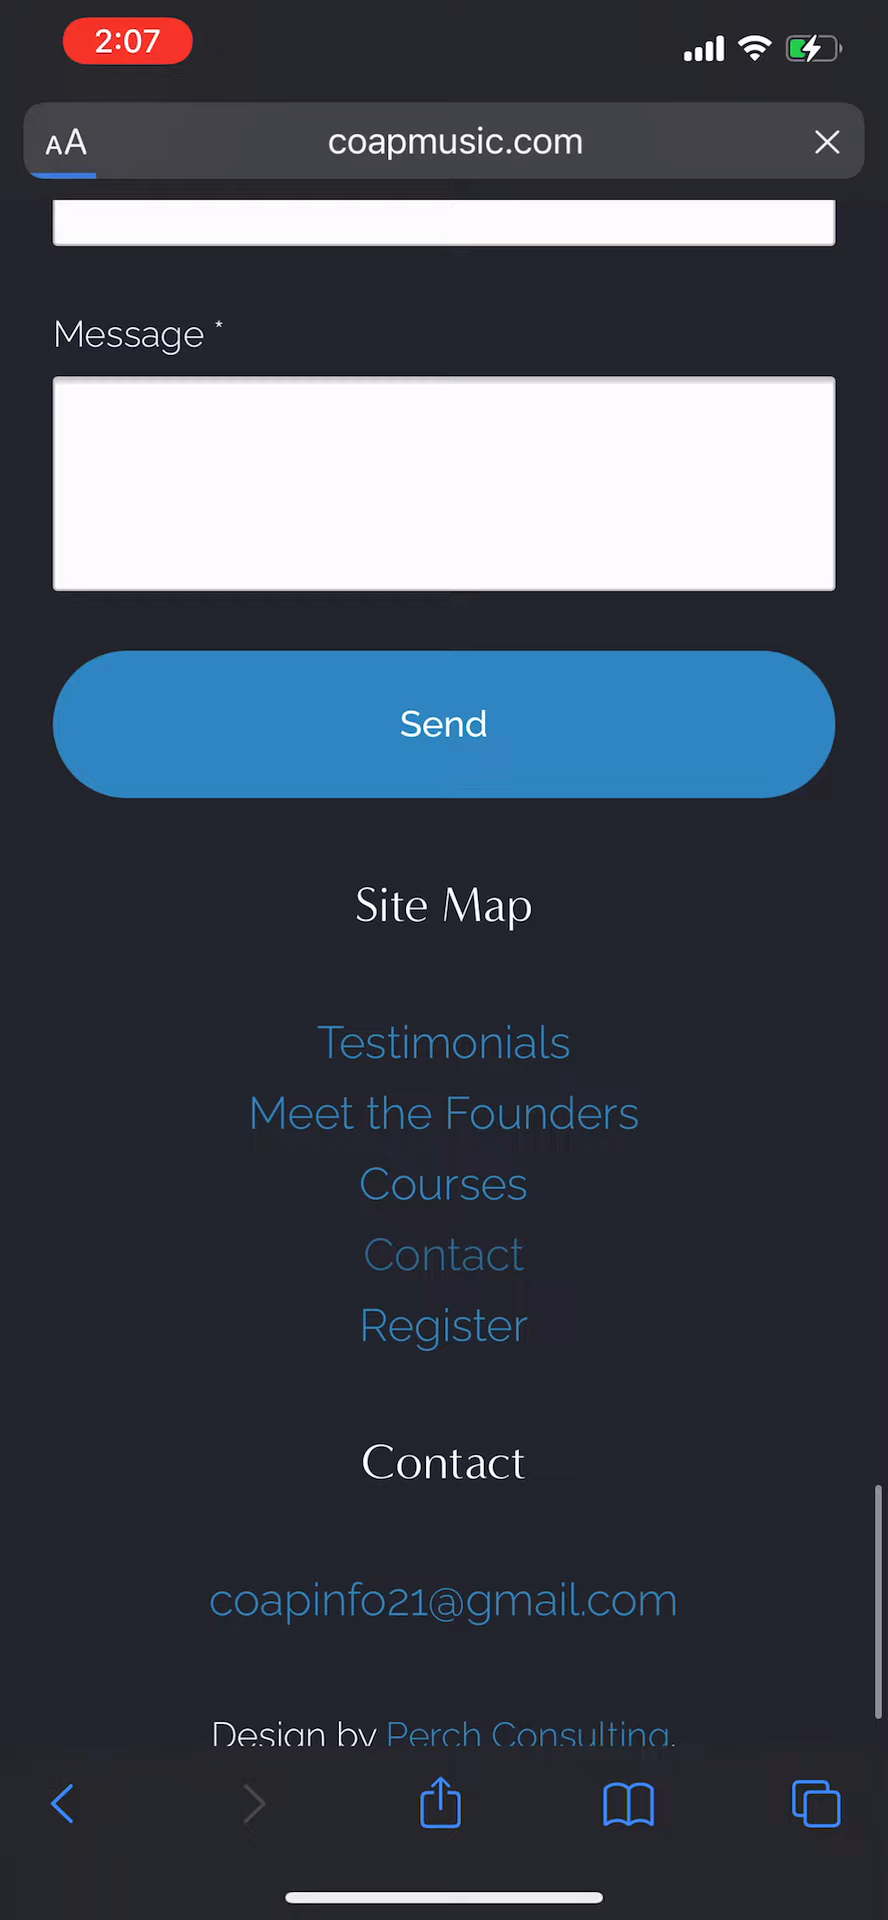 2:07
AA coapmusic.com
Message *
Send
Site Map
Testimonials
Meet the Founders
Courses
Contact
Register
Contact
coapinfo21@gmail.com
Design by Perch Consulting.